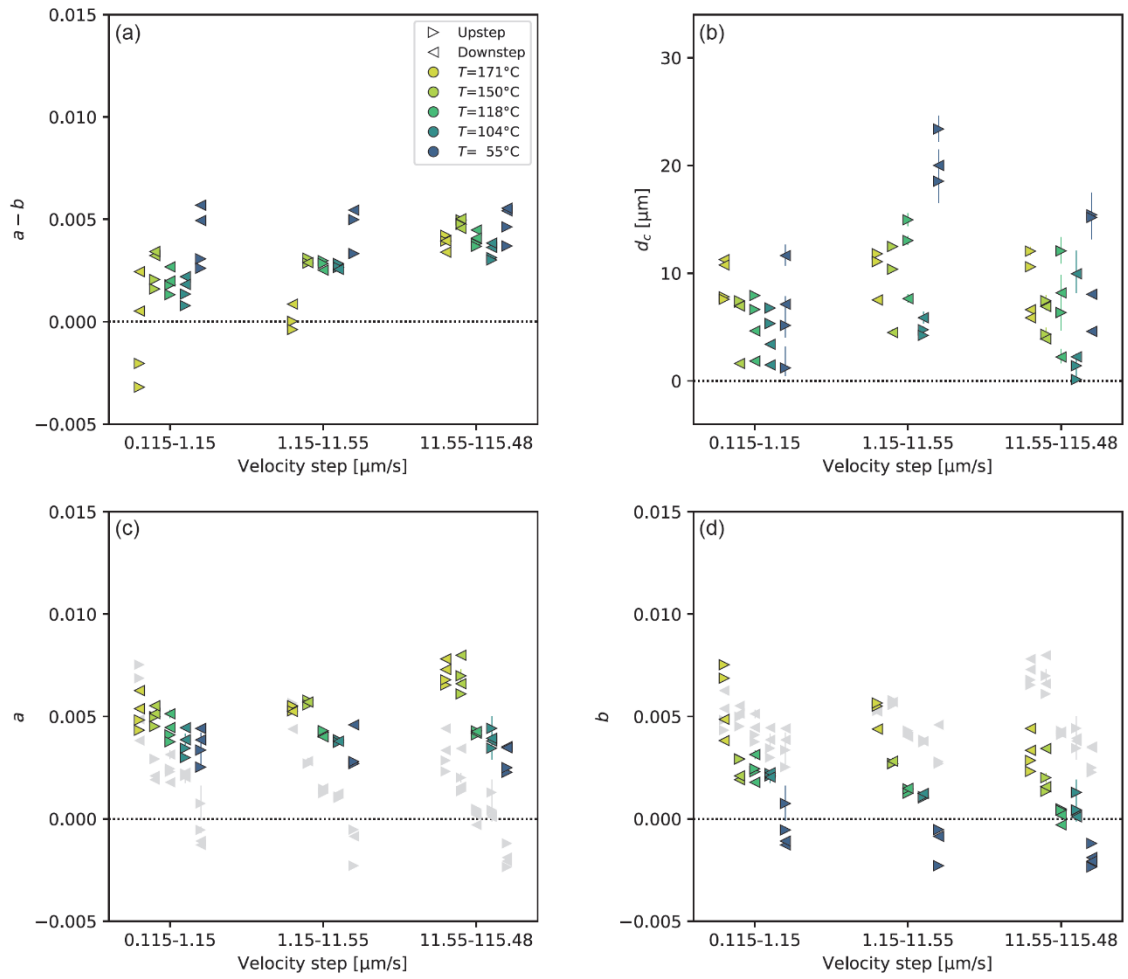 (a)
Upstep
Downstep
T=171°C
T=150°C
T=118°C
T=104°C
T= 55°C
0.015
0.010
0.005
0.000
−0.005
a − b
0.115-1.15
1.15-11.55
11.55-115.48
Velocity step [μm/s]
(b)
30
20
10
0
d_c [μm]
0.115-1.15
1.15-11.55
11.55-115.48
Velocity step [μm/s]
(c)
0.015
0.010
0.005
0.000
−0.005
a
0.115-1.15
1.15-11.55
11.55-115.48
Velocity step [μm/s]
(d)
0.015
0.010
0.005
0.000
−0.005
b
0.115-1.15
1.15-11.55
11.55-115.48
Velocity step [μm/s]